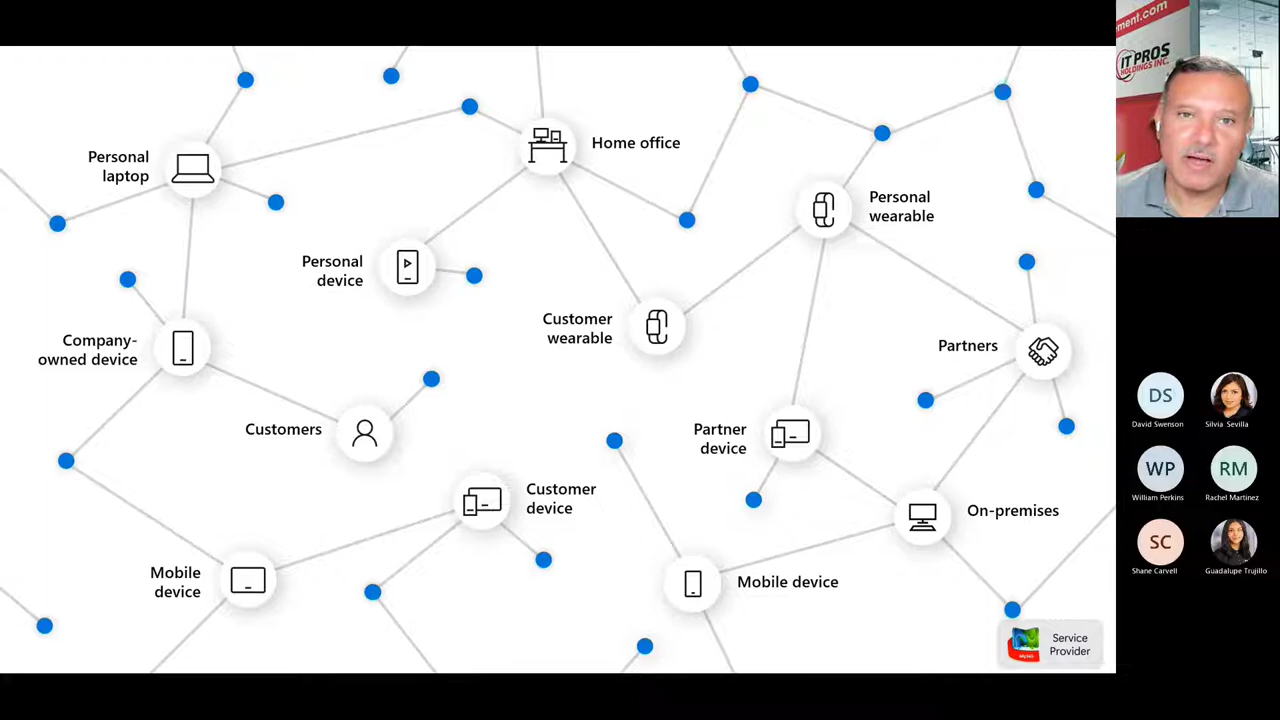 ement.com
IT PROS
HOLDINGS INC.
Personal
laptop
Home office
Personal
wearable
Personal
device
Customer
wearable
Company-
owned device
Partners
Customers
Partner
device
Customer
device
On-premises
Mobile
device
Mobile device
Service
Provider
DS
David Swenson
Silvia Sevilla
WP
William Perkins
RM
Rachel Martinez
SC
Shane Carvell
Guadalupe Trujillo